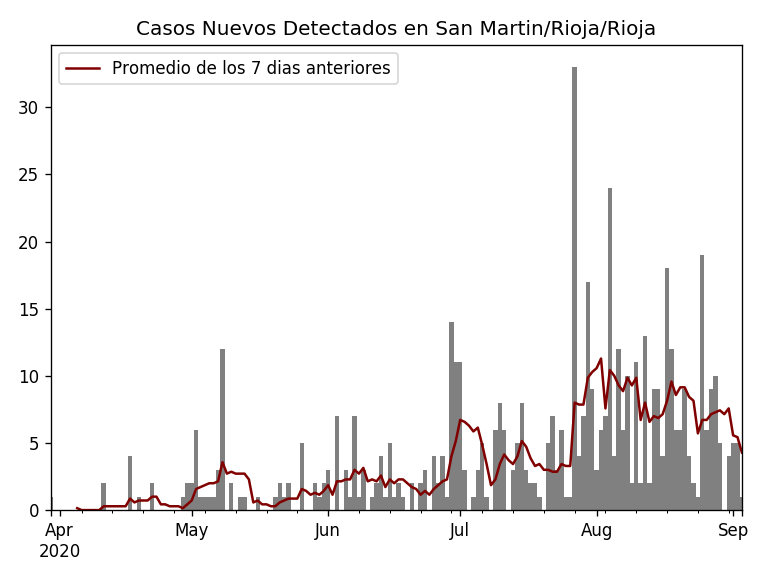 Casos Nuevos Detectados en San Martin/Rioja/Rioja
Promedio de los 7 dias anteriores
30
25
20
15
10
5
0
Apr May Jun Jul Aug Sep
2020